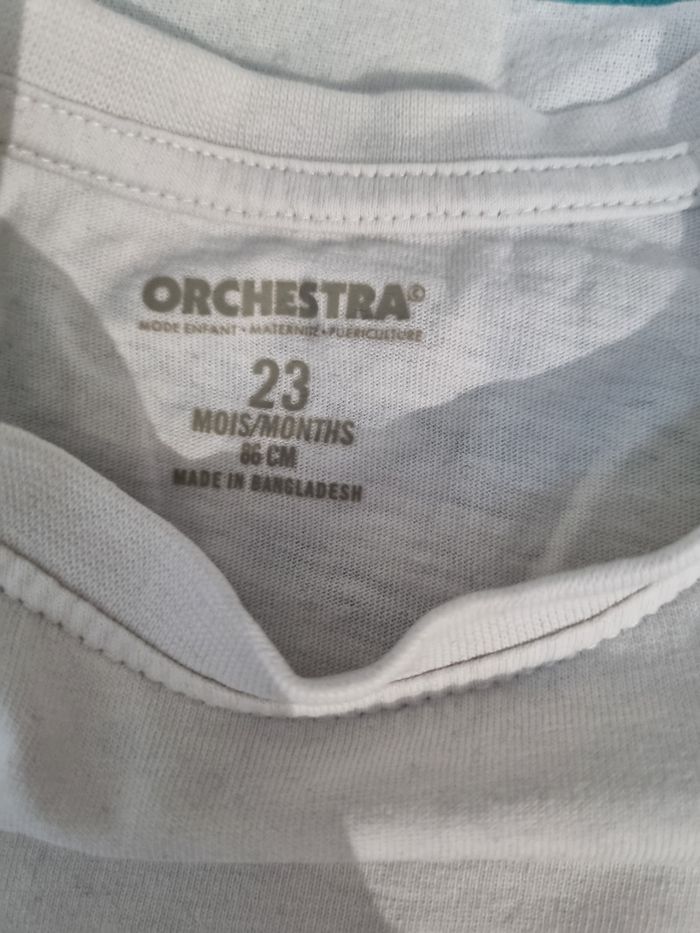 ORCHESTRA©
MODE ENFANT • MATERNITÉ • PUÉRICULTURE
23
MOIS/MONTHS
86 CM
MADE IN BANGLADESH